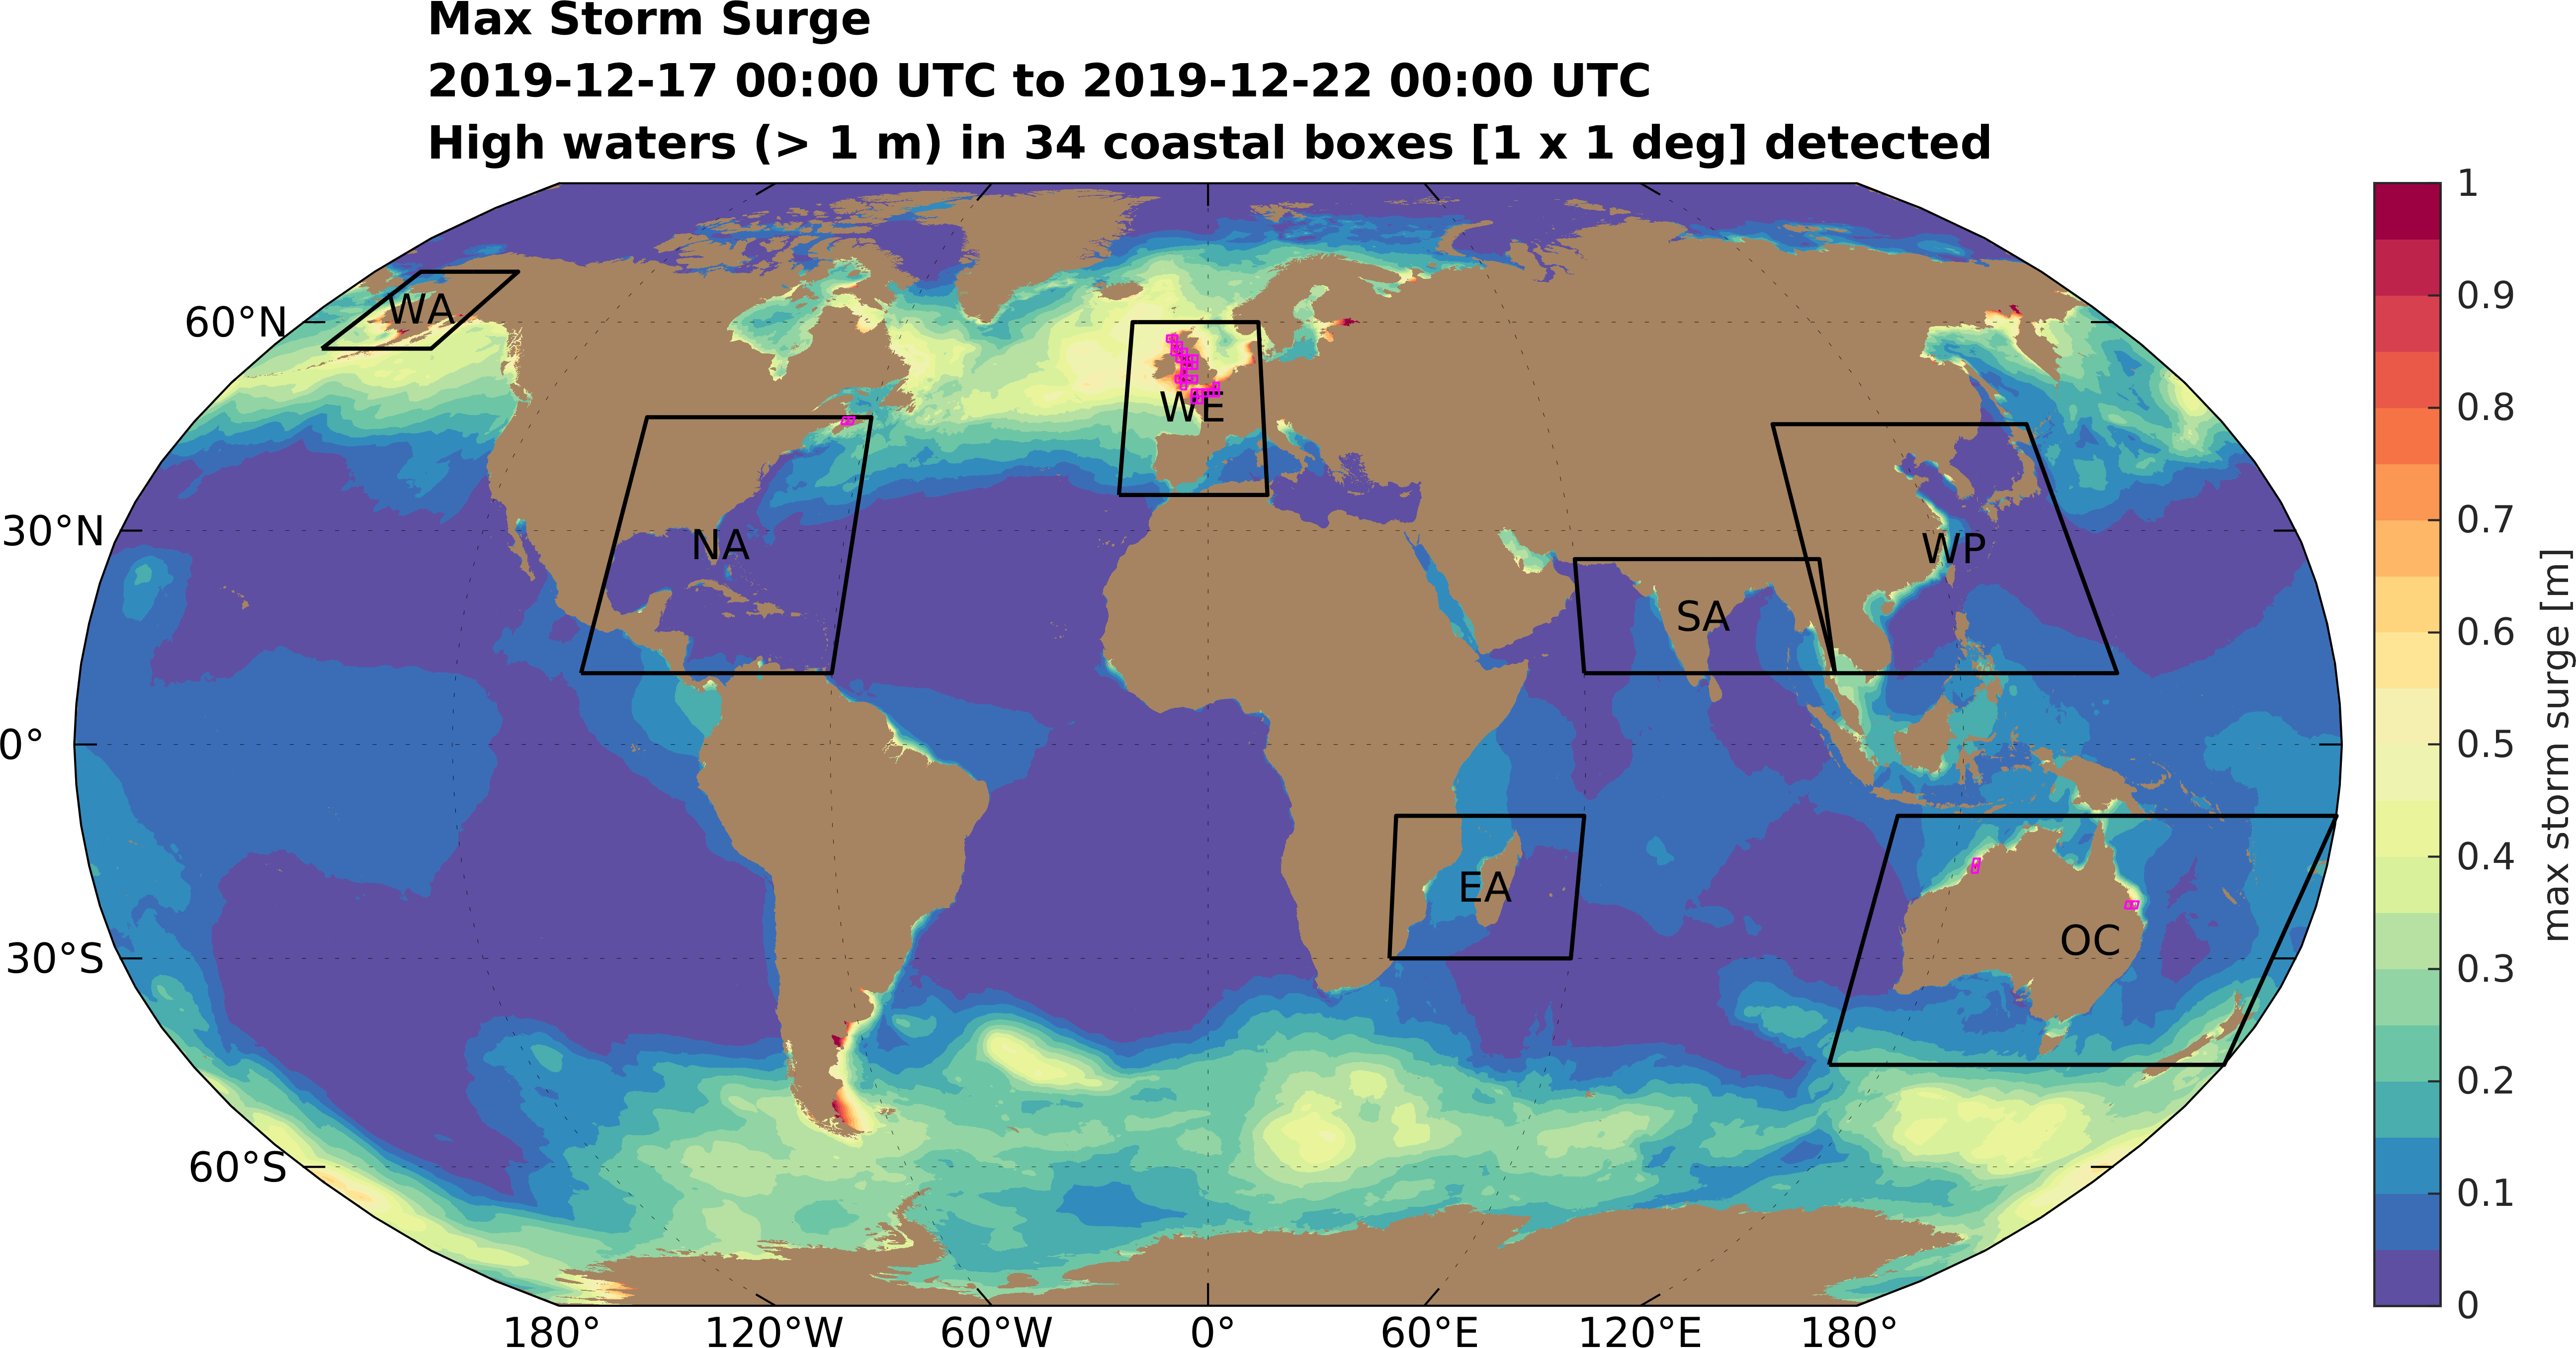 Max Storm Surge
2019-12-17 00:00 UTC to 2019-12-22 00:00 UTC
High waters (> 1 m) in 34 coastal boxes [1 x 1 deg] detected
60°N
30°N
0°
30°S
60°S
WA
NA
WE
SA
WP
EA
OC
180°
120°W
60°W
0°
60°E
120°E
180°
1
0.9
0.8
0.7
0.6
0.5
0.4
0.3
0.2
0.1
0
max storm surge [m]